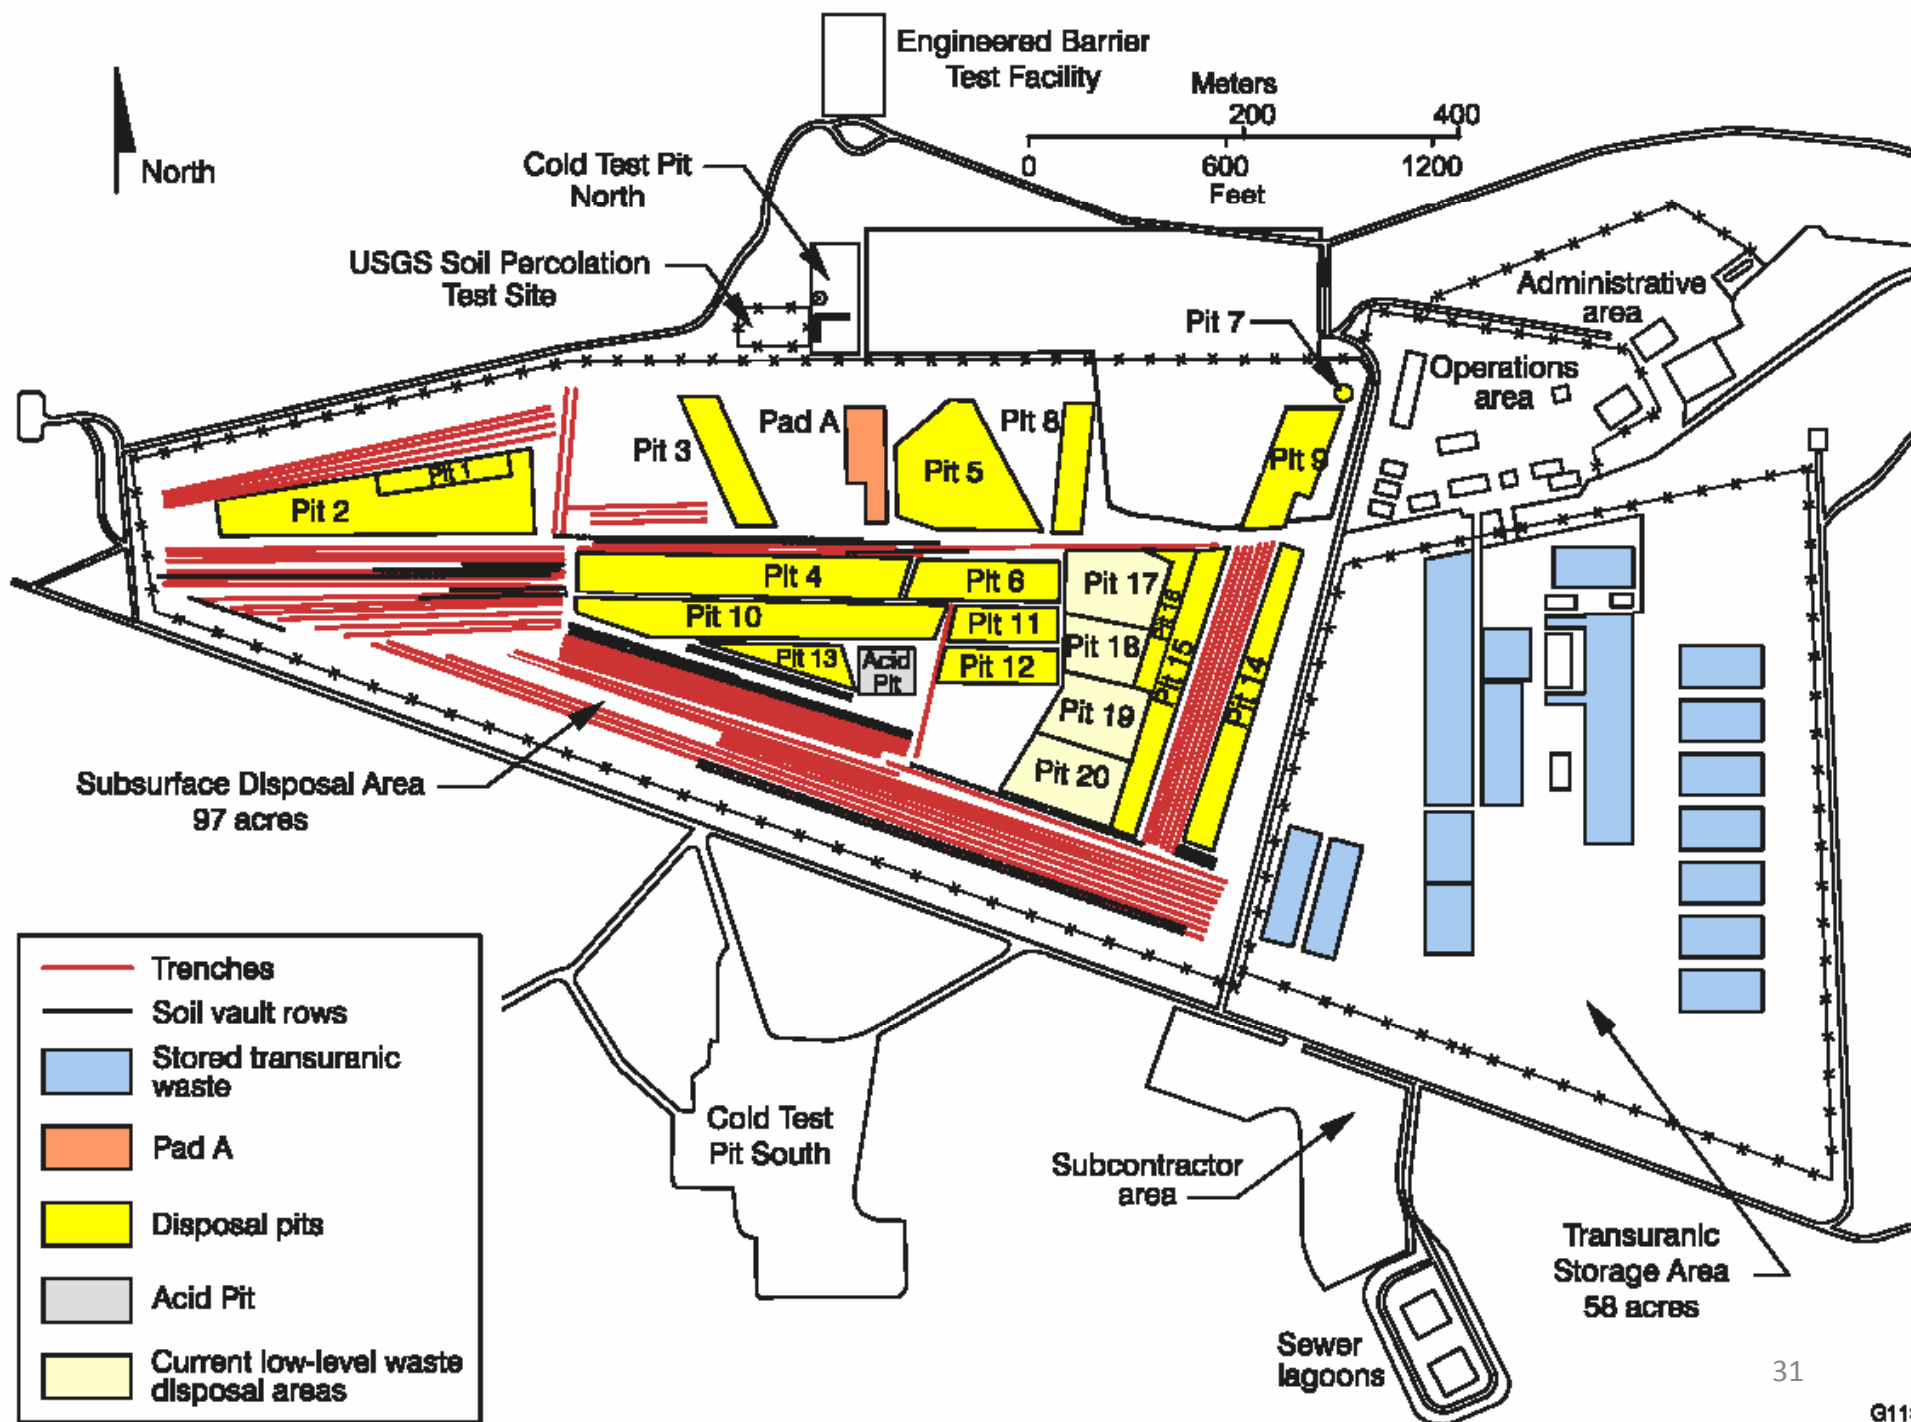 Engineered Barrier
Test Facility
Meters
200
400
0
600
1200
Feet
North
Cold Test Pit
North
USGS Soil Percolation
Test Site
Administrative
area
Pit 7
Operations
area
Pad A
Pit 8
Pit 3
Pit 5
Pit 9
Pit 1
Pit 2
Pit 4
Pit 6
Pit 17
Pit 16
Pit 10
Pit 11
Pit 18
Pit 15
Pit 13
Acid
Pit
Pit 12
Pit 14
Pit 19
Pit 20
Subsurface Disposal Area
97 acres
Trenches
Soil vault rows
Stored transuranic
waste
Pad A
Disposal pits
Acid Pit
Current low-level waste
disposal areas
Cold Test
Pit South
Subcontractor
area
Transuranic
Storage Area
58 acres
Sewer
lagoons
31